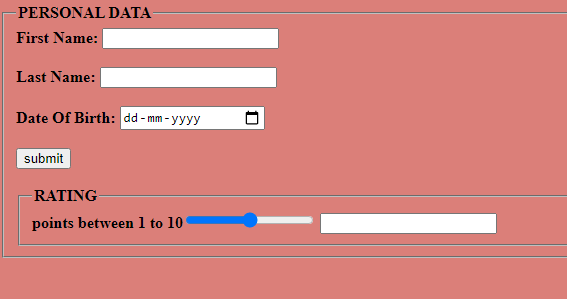 PERSONAL DATA
First Name:
Last Name:
Date Of Birth: dd-mm-yyyy
submit
RATING
points between 1 to 10